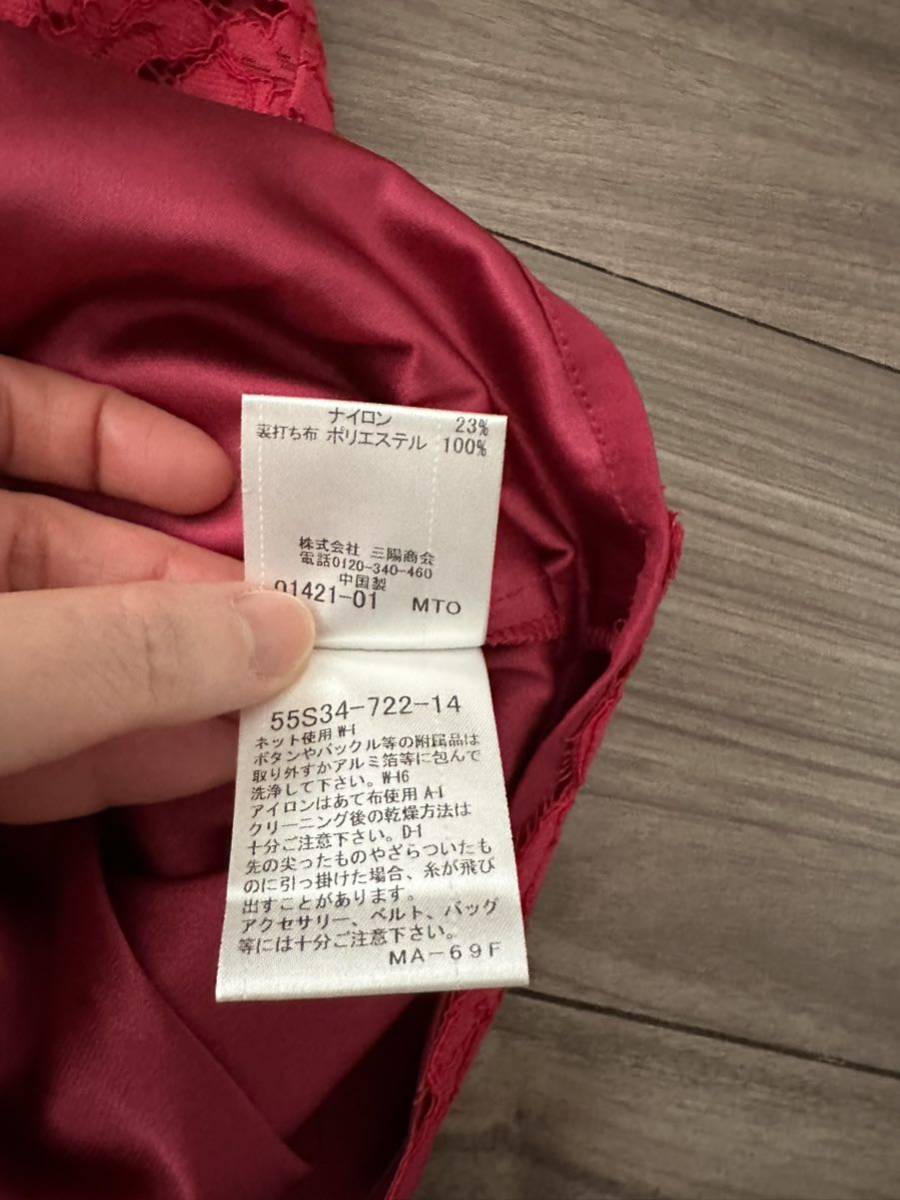 ナイロン 23%
裏打ち布 ポリエステル 100%
株式会社 三陽商会
電話0120-340-460
中国製
01421-01 MTO
55S34-722-14
ネット使用 W-1
ボタンやバックル等の附属品は
取り外すかアルミ箔等に包んで
洗浄して下さい。W-16
アイロンはあて布使用 A-1
クリーニング後の乾燥方法は
十分ご注意下さい。D-1
先の尖ったものやざらついたも
のに引っ掛けた場合、糸が飛び
出すことがあります。
アクセサリー、ベルト、バッグ
等には十分ご注意下さい。
MA-69F